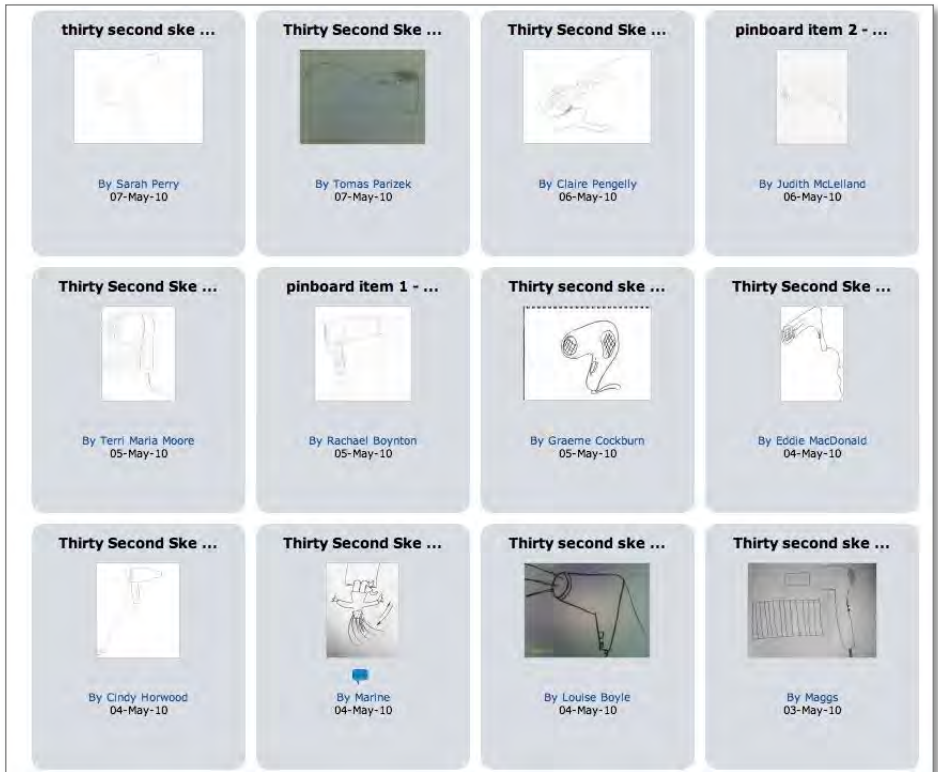 thirty second ske ...
Thirty Second Ske ...
Thirty Second Ske ...
pinboard item 2 - ...
By Sarah Perry
07-May-10
By Tomas Parizek
07-May-10
By Claire Pengelly
06-May-10
By Judith McLelland
06-May-10
Thirty Second Ske ...
pinboard item 1 - ...
Thirty second ske ...
Thirty Second Ske ...
By Terri Maria Moore
05-May-10
By Rachael Boynton
05-May-10
By Graeme Cockburn
05-May-10
By Eddie MacDonald
04-May-10
Thirty Second Ske ...
Thirty Second Ske ...
Thirty second ske ...
Thirty second ske ...
By Cindy Horwood
04-May-10
By Marine
04-May-10
By Louise Boyle
04-May-10
By Maggs
03-May-10